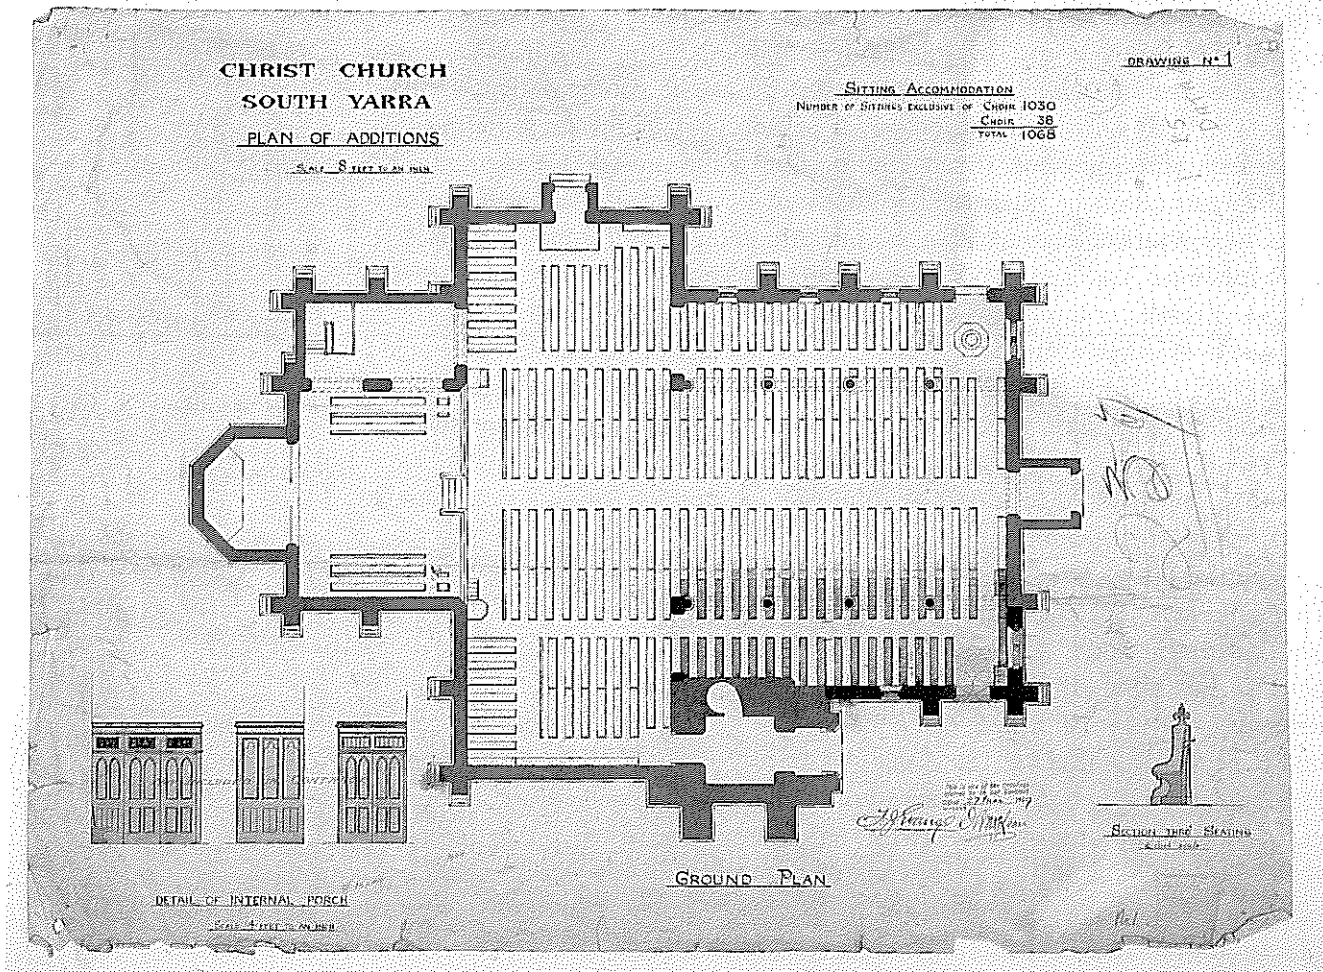 CHRIST CHURCH
SOUTH YARRA
PLAN OF ADDITIONS
SCALE 8 FEET TO AN INCH
DRAWING No 1
SITTING ACCOMMODATION
NUMBER OF SITTINGS EXCLUSIVE OF CHOIR 1030
CHOIR 38
TOTAL 1068
SECTION THRO' SEATING
GROUND PLAN
DETAIL OF INTERNAL PORCH
SCALE 4 FEET TO AN INCH
No 1